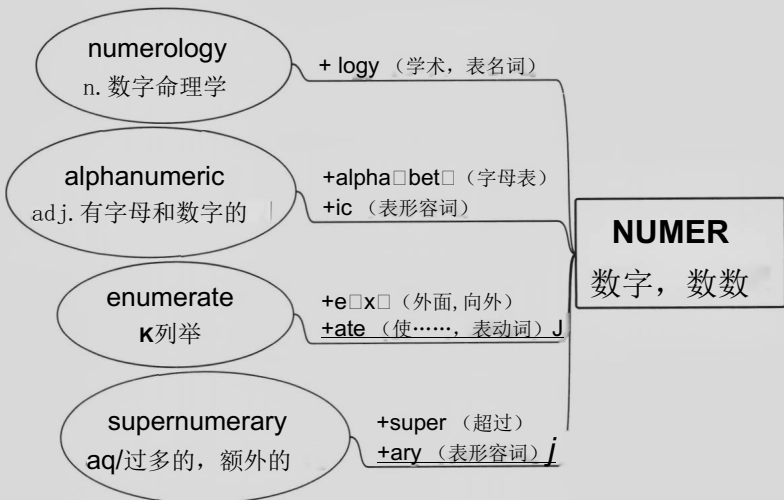 numerology
n. 数字命理学
+ logy （学术，表名词）
alphanumeric
adj. 有字母和数字的
+alpha□bet□（字母表）
+ic （表形容词）
enumerate
K列举
+e□x□（外面,向外）
+ate （使……，表动词）J
supernumerary
aq/过多的，额外的
+super （超过）
+ary （表形容词）j
NUMER
数字，数数